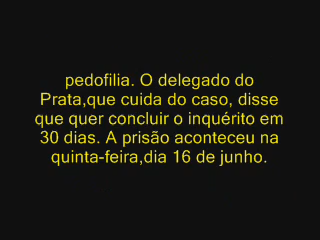 pedofilia. O delegado do
Prata,que cuida do caso, disse
que quer concluir o inquérito em
30 dias. A prisão aconteceu na
quinta-feira,dia 16 de junho.